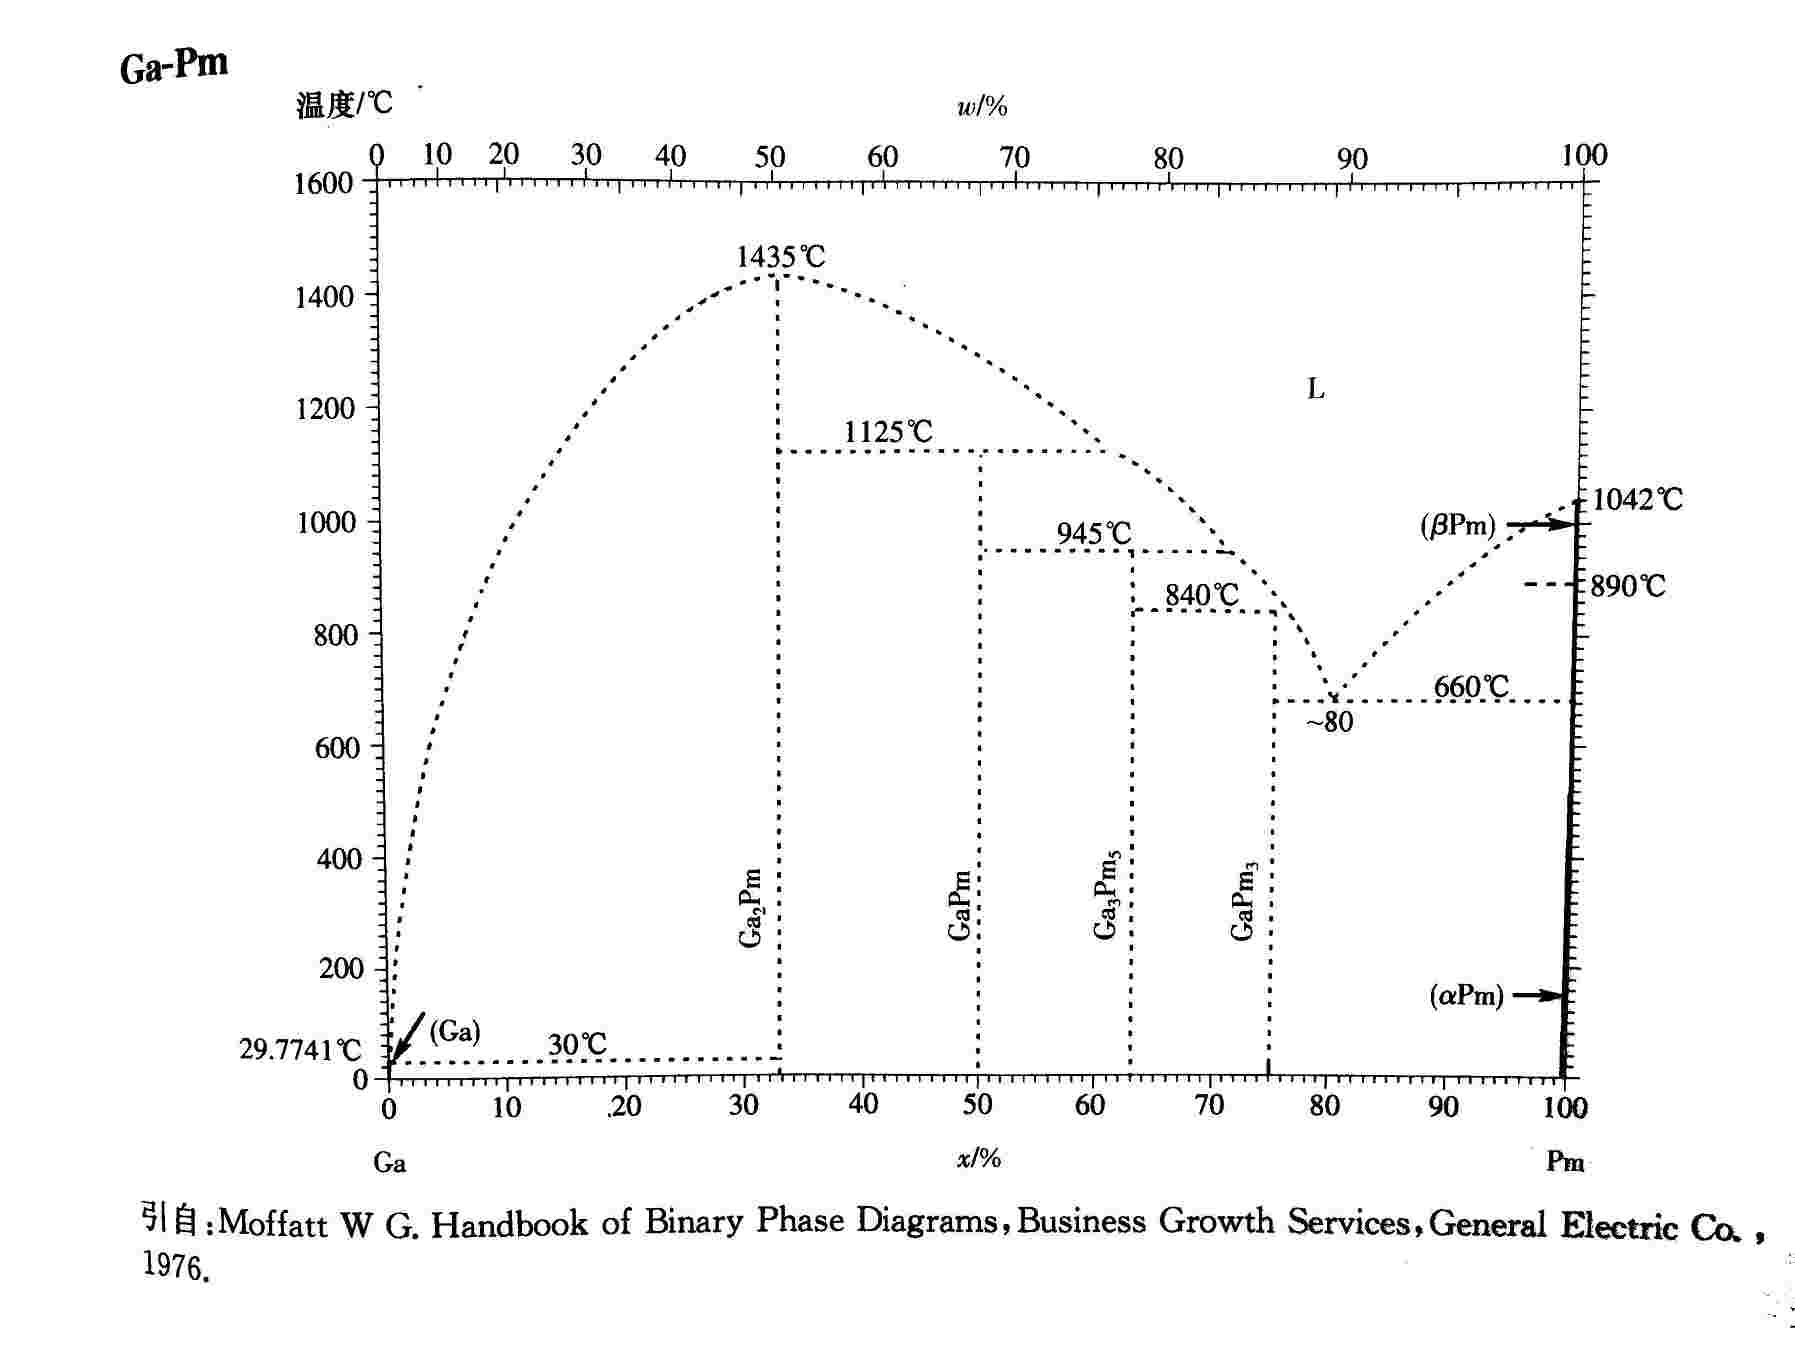 Ga-Pm
温度/℃
w/%
0 10 20 30 40 50 60 70 80 90 100
1600
1435℃
1400
L
1200
1125℃
1042℃
1000
(βPm)
945℃
890℃
840℃
800
660℃
~80
600
400
Ga₂Pm
GaPm
Ga₃Pm₅
GaPm₃
200
(αPm)
(Ga)
30℃
29.7741℃
0
0 10 20 30 40 50 60 70 80 90 100
Ga
x/%
Pm
引自:Moffatt W G. Handbook of Binary Phase Diagrams, Business Growth Services, General Electric Co. ,
1976.